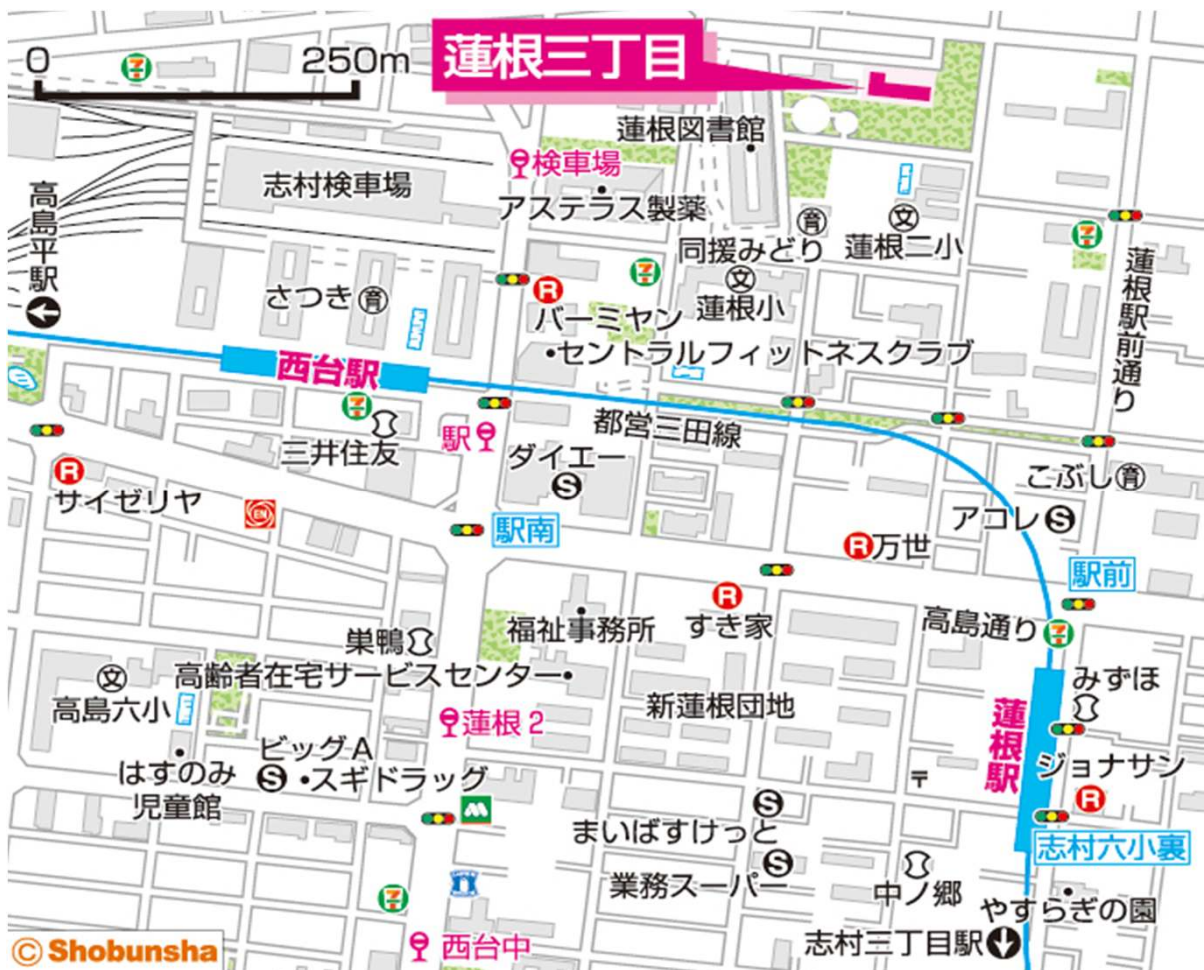 0 250m
蓮根三丁目
蓮根図書館
検車場
志村検車場
アステラス製薬
高島平駅
育
文
同援みどり
蓮根二小
7
文
蓮根小
蓮根駅前通り
さつき 育
R
バーミヤン
・セントラルフィットネスクラブ
西台駅
都営三田線
三井住友
駅
ダイエー
S
こぶし 育
R
サイゼリヤ
EN
駅南
アコレ S
R 万世
駅前
福祉事務所
R
すき家
高島通り
巣鴨
高齢者在宅サービスセンター・
みずほ
文
高島六小
蓮根2
新蓮根団地
蓮根駅
ビッグA
S ・スギドラッグ
はすのみ
児童館
〒
ジョナサン
R
S
まいばすけっと
志村六小裏
S
業務スーパー
中ノ郷
やすらぎの園
西台中
志村三丁目駅
© Shobunsha